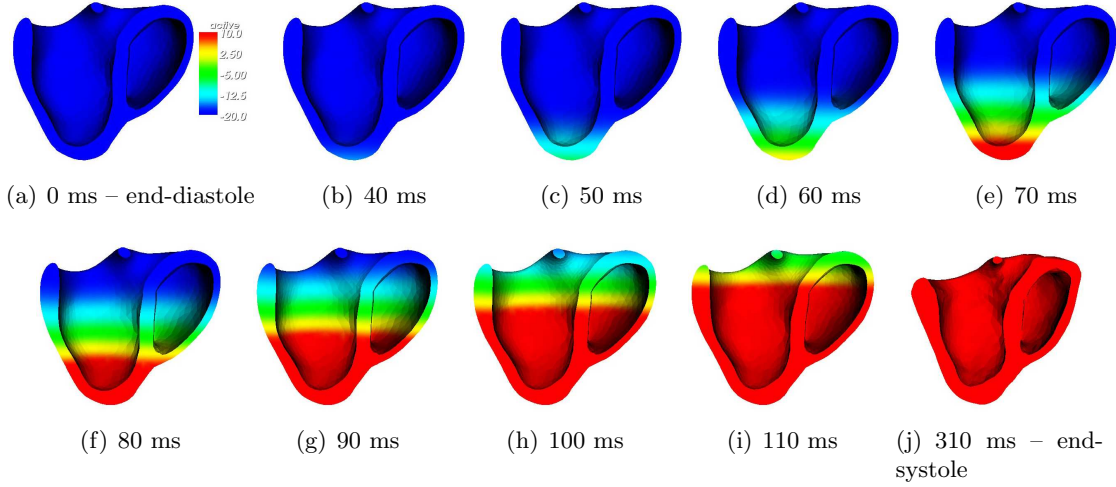 active
10.0
2.50
-5.00
-12.5
-20.0
(a) 0 ms – end-diastole
(b) 40 ms
(c) 50 ms
(d) 60 ms
(e) 70 ms
(f) 80 ms
(g) 90 ms
(h) 100 ms
(i) 110 ms
(j) 310 ms – end-
systole